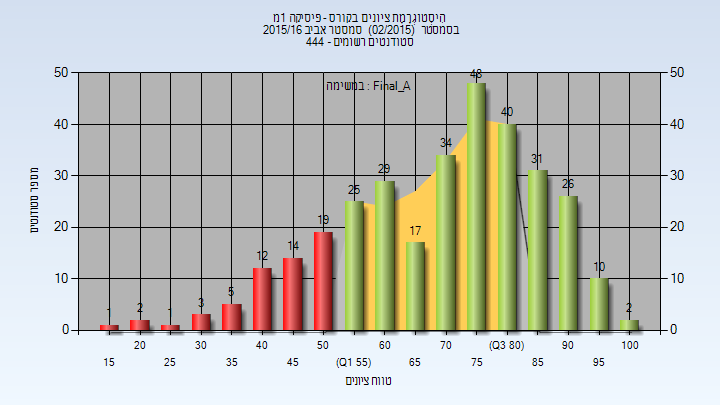 היסטוגרמת ציונים בקורס - פיסיקה 1מ
בסמסטר (02/2015) סמסטר אביב 2015/16
סטודנטים רשומים - 444
במשימה : Final_A
מספר סטודנטים
50 40 30 20 10 0
50 40 30 20 10 0
1 2 1 3 5 12 14 19 25 29 17 34 48 40 31 26 10 2
20 30 40 50 60 70 (Q3 80) 90 100
15 25 35 45 (Q1 55) 65 75 85 95
טווח ציונים